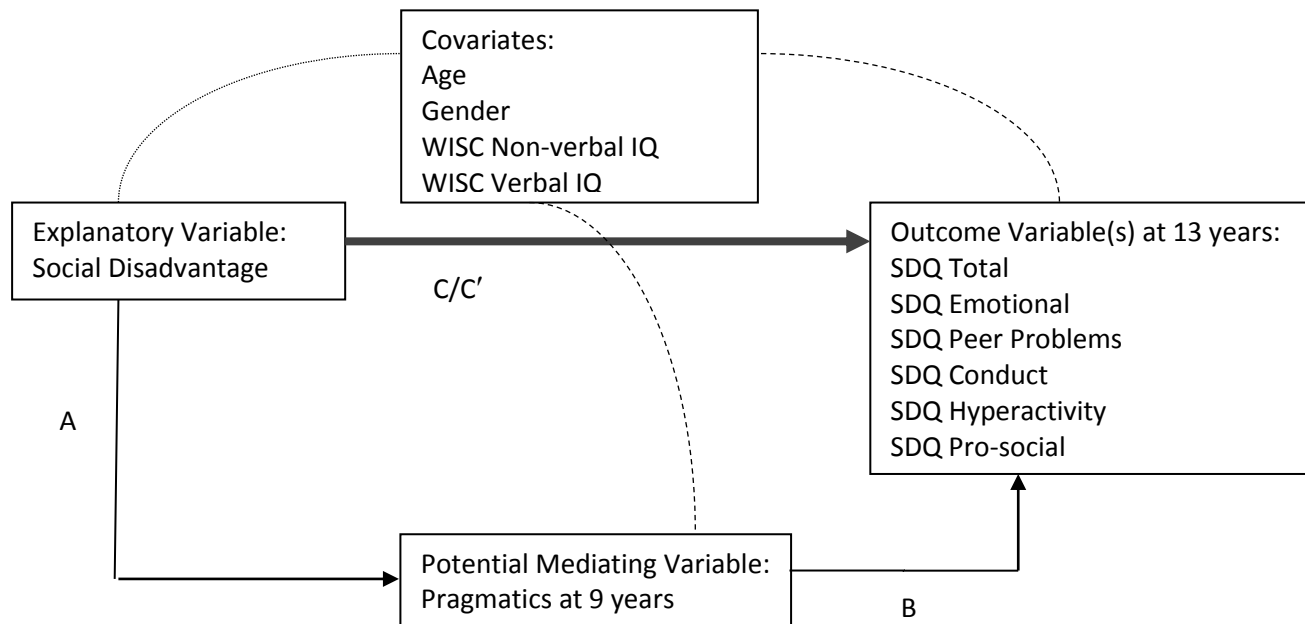 Covariates:
Age
Gender
WISC Non-verbal IQ
WISC Verbal IQ
Explanatory Variable:
Social Disadvantage
C/C′
Outcome Variable(s) at 13 years:
SDQ Total
SDQ Emotional
SDQ Peer Problems
SDQ Conduct
SDQ Hyperactivity
SDQ Pro-social
A
Potential Mediating Variable:
Pragmatics at 9 years
B